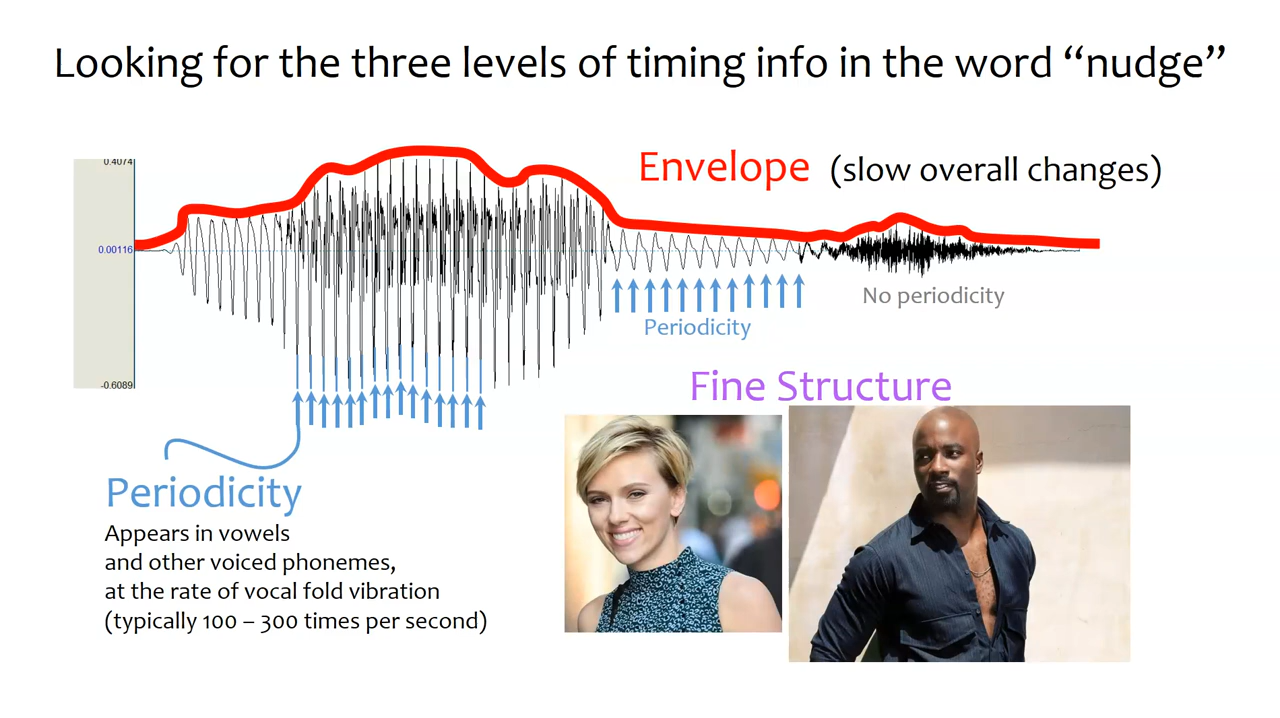 Looking for the three levels of timing info in the word “nudge”
0.4074
Envelope (slow overall changes)
0.00116
No periodicity
Periodicity
-0.6089
Fine Structure
Periodicity
Appears in vowels
and other voiced phonemes,
at the rate of vocal fold vibration
(typically 100 – 300 times per second)